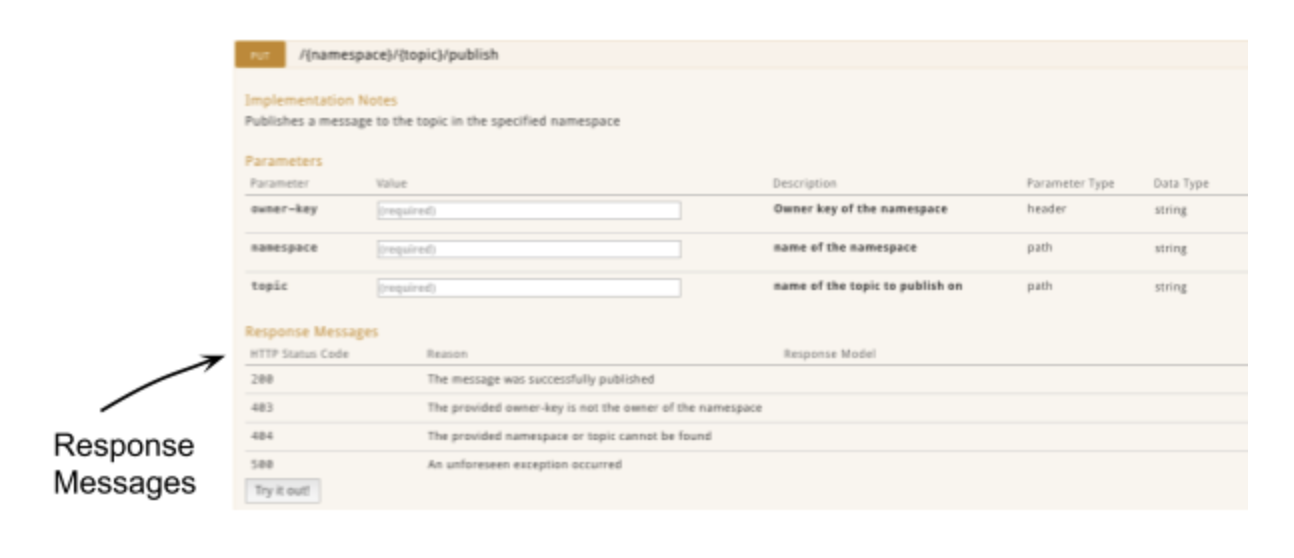 PUT /{namespace}/{topic}/publish
Implementation Notes
Publishes a message to the topic in the specified namespace
Parameters
Parameter Value Description Parameter Type Data Type
owner-key (required) Owner key of the namespace header string
namespace (required) name of the namespace path string
topic (required) name of the topic to publish on path string
Response Messages
HTTP Status Code Reason Response Model
200 The message was successfully published
403 The provided owner-key is not the owner of the namespace
404 The provided namespace or topic cannot be found
500 An unforeseen exception occurred
Try it out!
Response
Messages